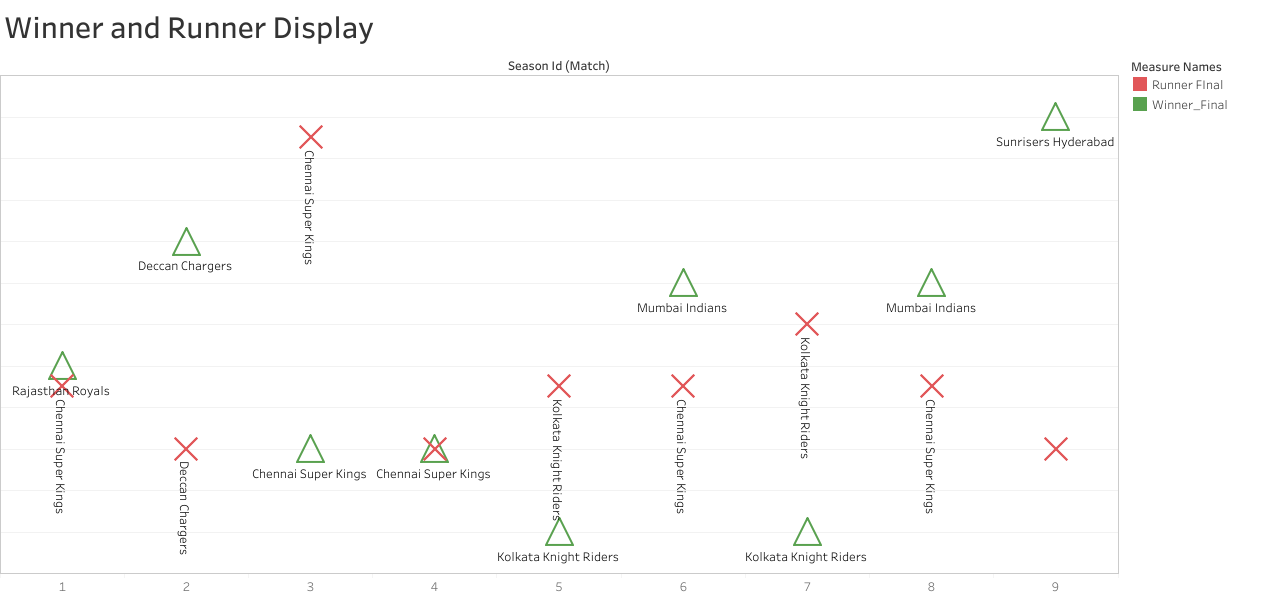 Winner and Runner Display
Season Id (Match)
Measure Names
Runner FInal
Winner_Final
Sunrisers Hyderabad
Chennai Super Kings
Deccan Chargers
Mumbai Indians
Mumbai Indians
Kolkata Knight Riders
Rajasthan Royals
Chennai Super Kings
Deccan Chargers
Chennai Super Kings
Chennai Super Kings
Kolkata Knight Riders
Chennai Super Kings
Chennai Super Kings
Kolkata Knight Riders
Kolkata Knight Riders
1 2 3 4 5 6 7 8 9